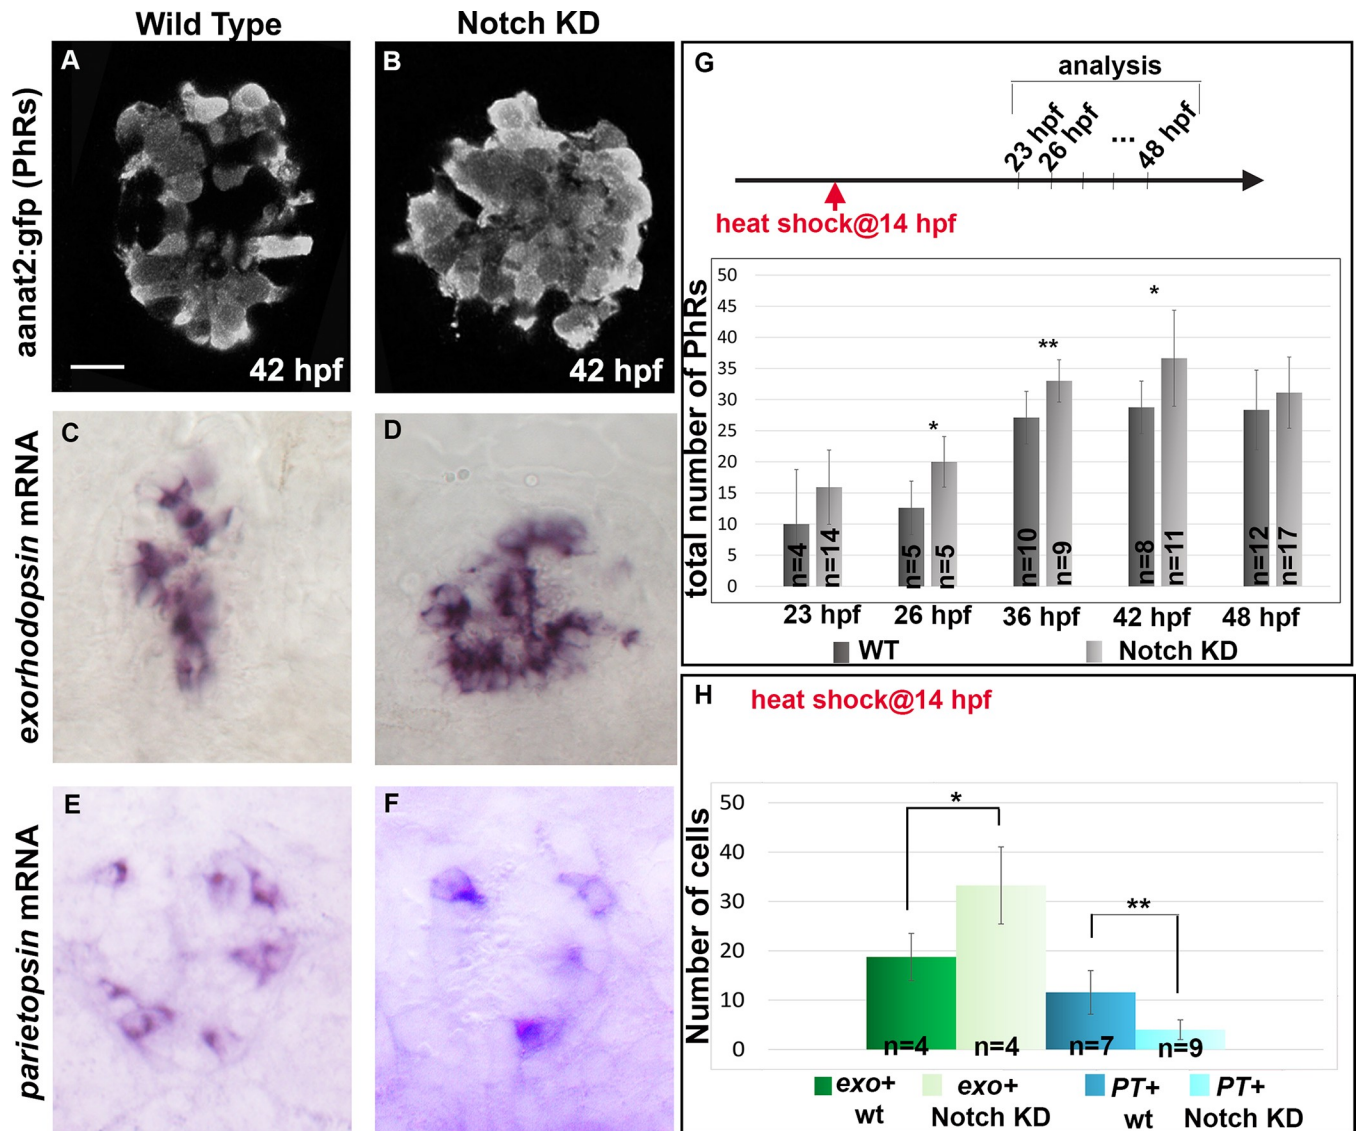 Wild Type
Notch KD
aanat2:gfp (PhRs)
A
42 hpf
B
42 hpf
exorhodopsin mRNA
C
D
parietopsin mRNA
E
F
G
analysis
23 hpf
26 hpf
...
48 hpf
heat shock@14 hpf
total number of PhRs
50
45
40
35
30
25
20
15
10
5
0
*
**
*
n=4
n=14
n=5
n=5
n=10
n=9
n=8
n=11
n=12
n=17
23 hpf
26 hpf
36 hpf
42 hpf
48 hpf
WT
Notch KD
H
heat shock@14 hpf
Number of cells
50
40
30
20
10
0
*
**
n=4
n=4
n=7
n=9
exo+ wt
exo+ Notch KD
PT+ wt
PT+ Notch KD